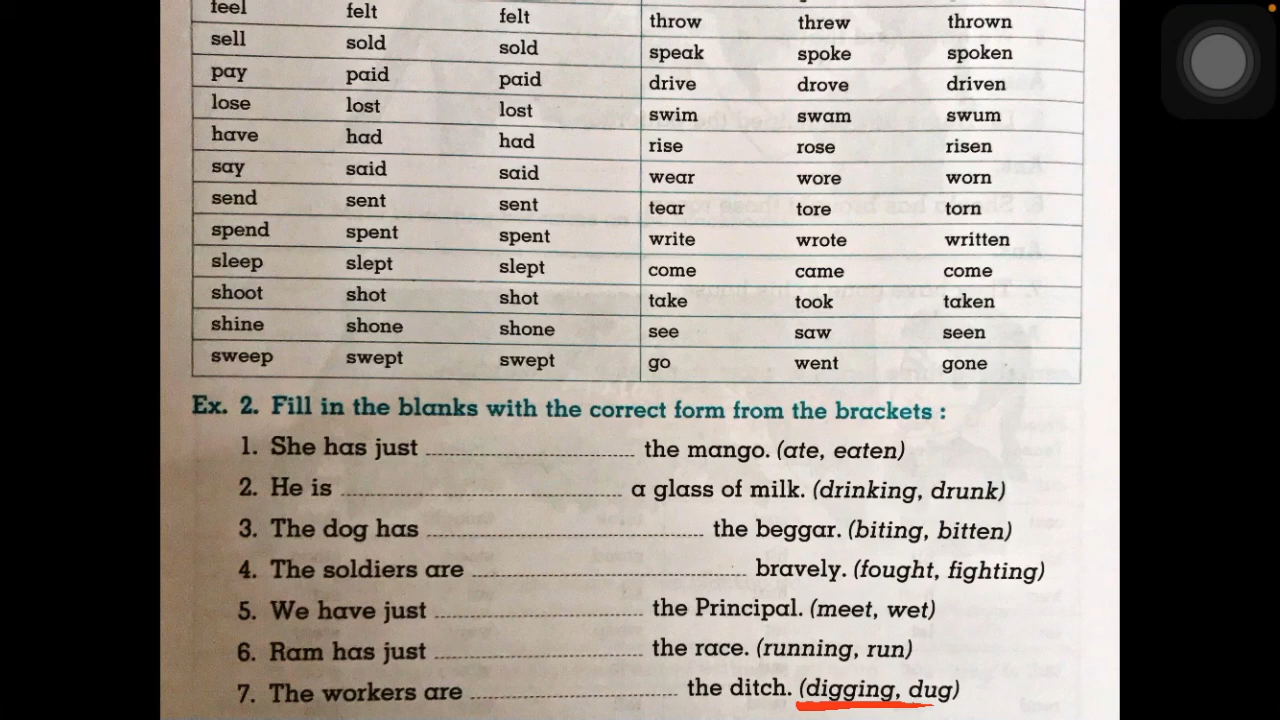 feel felt felt throw threw thrown
sell sold sold speak spoke spoken
pay paid paid drive drove driven
lose lost lost swim swam swum
have had had rise rose risen
say said said wear wore worn
send sent sent tear tore torn
spend spent spent write wrote written
sleep slept slept come came come
shoot shot shot take took taken
shine shone shone see saw seen
sweep swept swept go went gone
Ex. 2. Fill in the blanks with the correct form from the brackets :
1. She has just ........................ the mango. (ate, eaten)
2. He is ........................ a glass of milk. (drinking, drunk)
3. The dog has ........................ the beggar. (biting, bitten)
4. The soldiers are ........................ bravely. (fought, fighting)
5. We have just ........................ the Principal. (meet, wet)
6. Ram has just ........................ the race. (running, run)
7. The workers are ........................ the ditch. (digging, dug)